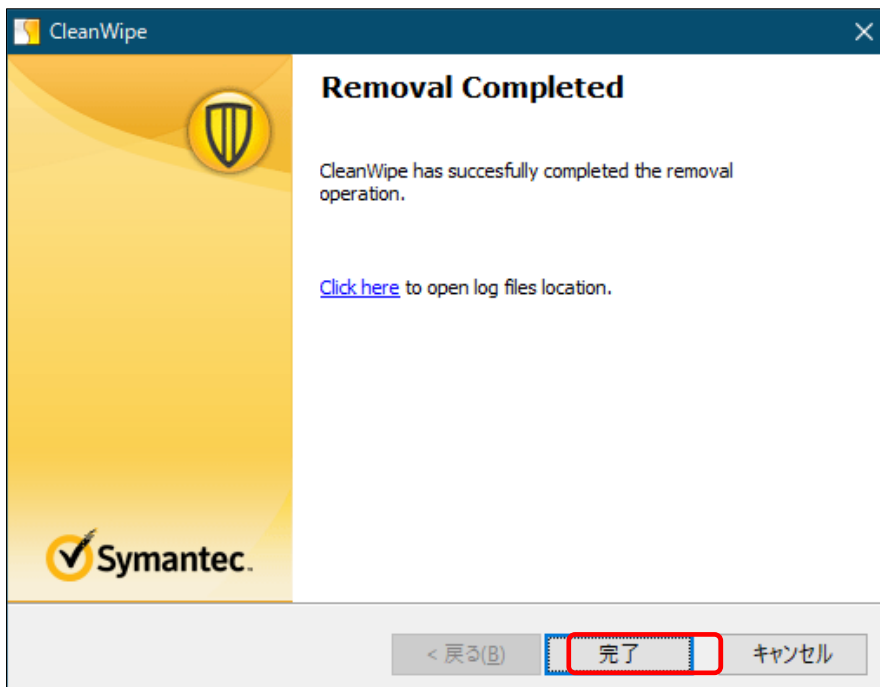 CleanWipe
Removal Completed
CleanWipe has succesfully completed the removal
operation.
Click here to open log files location.
Symantec.
< 戻る(B)
完了
キャンセル